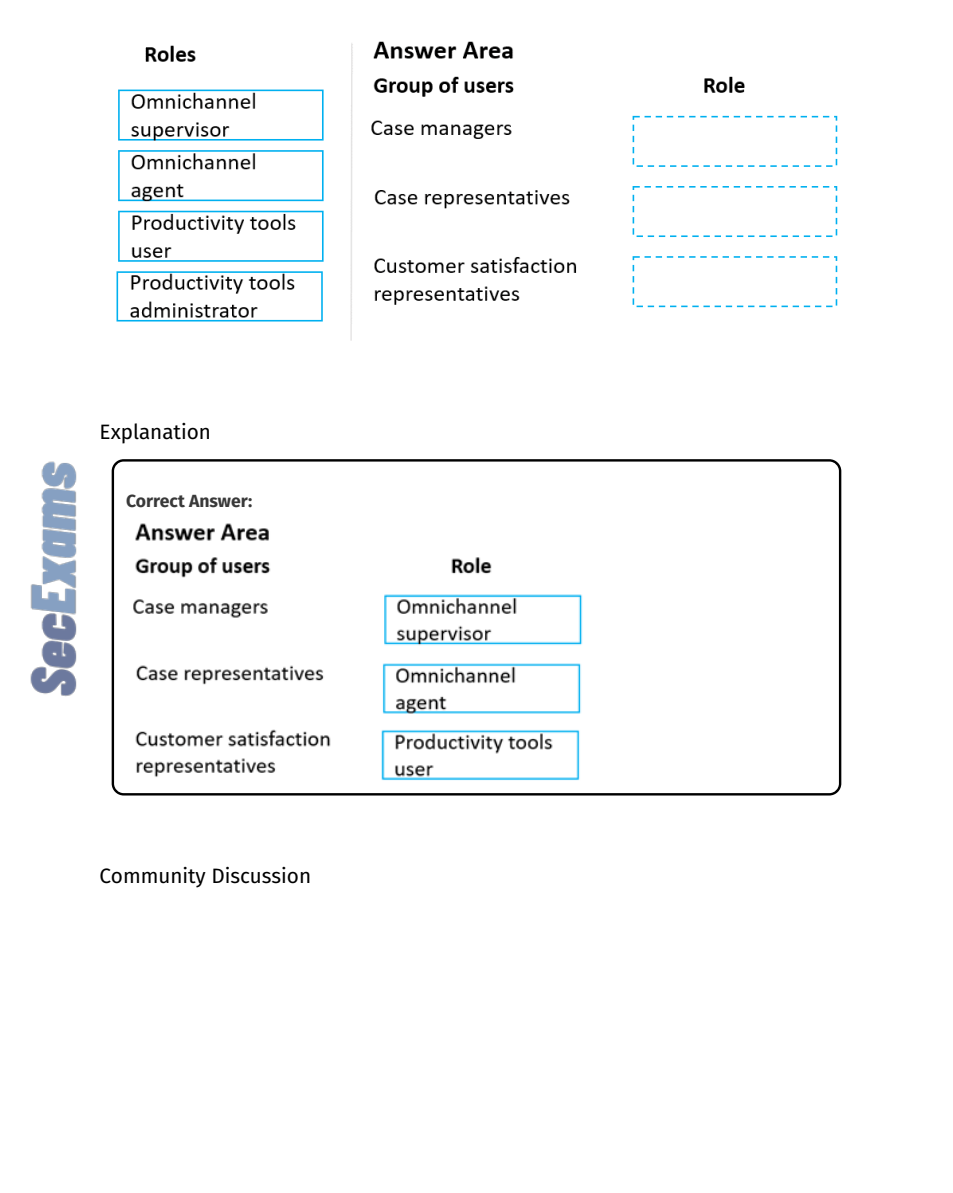 Roles
Omnichannel
supervisor
Omnichannel
agent
Productivity tools
user
Productivity tools
administrator
Answer Area
Group of users Role
Case managers
Case representatives
Customer satisfaction
representatives
Explanation
SecExams
Correct Answer:
Answer Area
Group of users Role
Case managers
Omnichannel
supervisor
Case representatives
Omnichannel
agent
Customer satisfaction
representatives
Productivity tools
user
Community Discussion